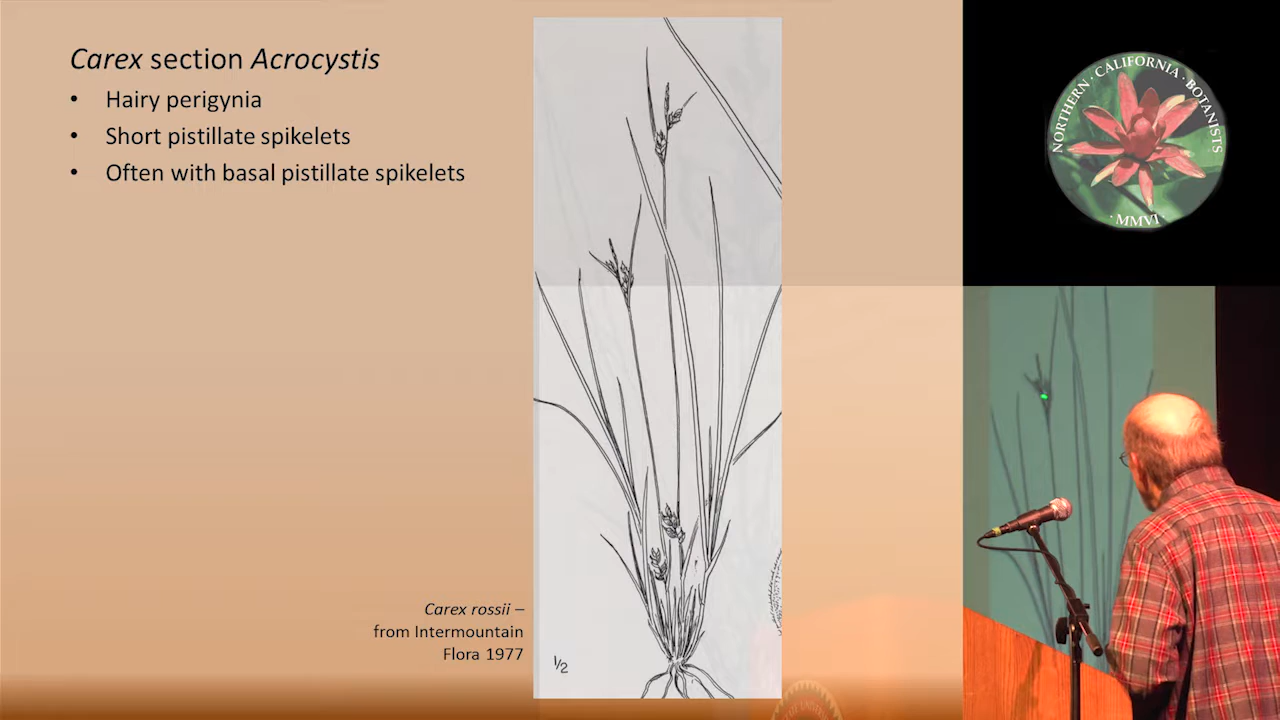 Carex section Acrocystis
• Hairy perigynia
• Short pistillate spikelets
• Often with basal pistillate spikelets
Carex rossii –
from Intermountain
Flora 1977
1/2
NORTHERN · CALIFORNIA · BOTANISTS
· MMVI ·